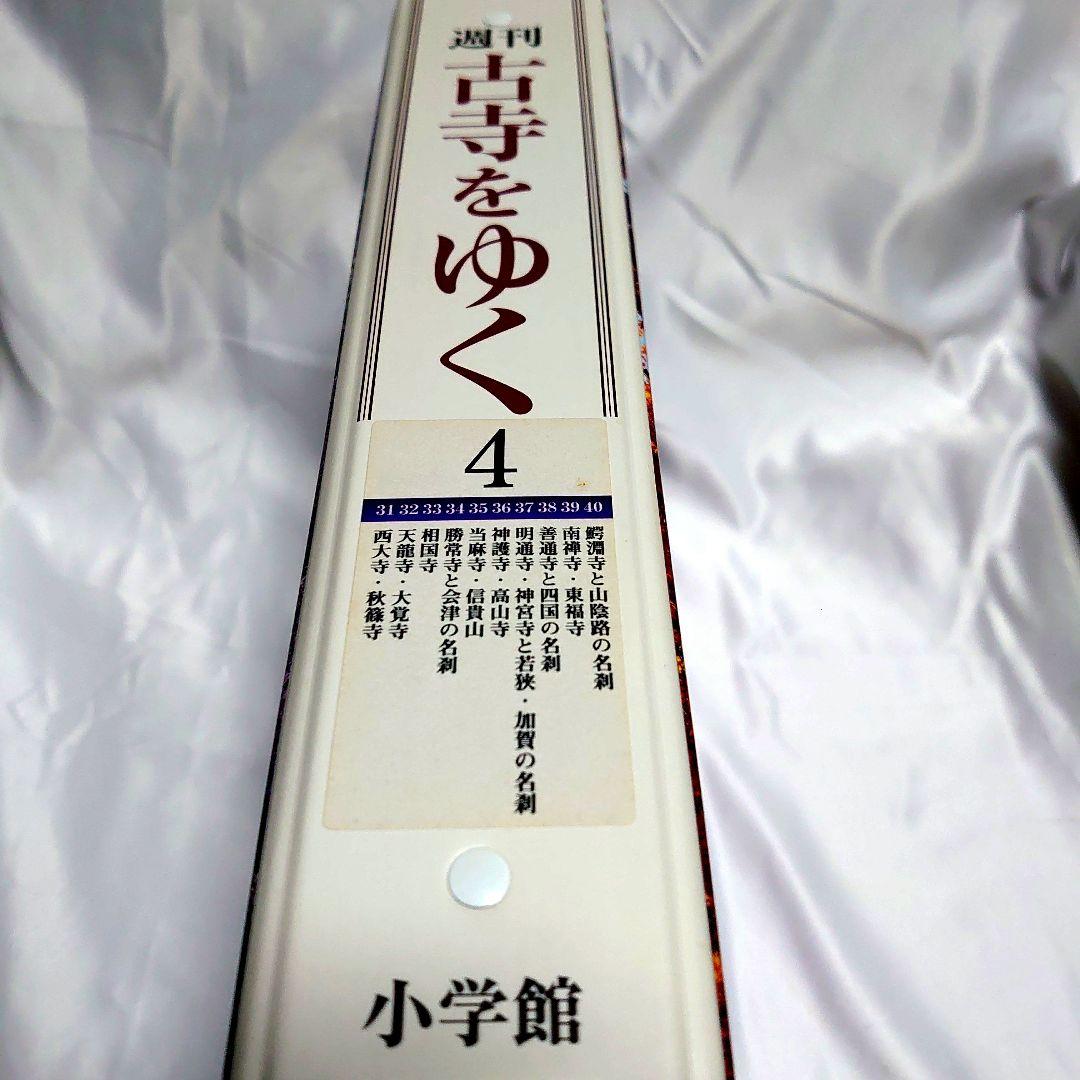 週刊
古寺をゆく
4
31 32 33 34 35 36 37 38 39 40
西大寺・秋篠寺
天龍寺・大覚寺
相国寺
勝常寺と会津の名刹
当麻寺・信貴山
神護寺・高山寺
明通寺・神宮寺と若狭・加賀の名刹
善通寺と四国の名刹
南禅寺・東福寺
鰐淵寺と山陰路の名刹
小学館